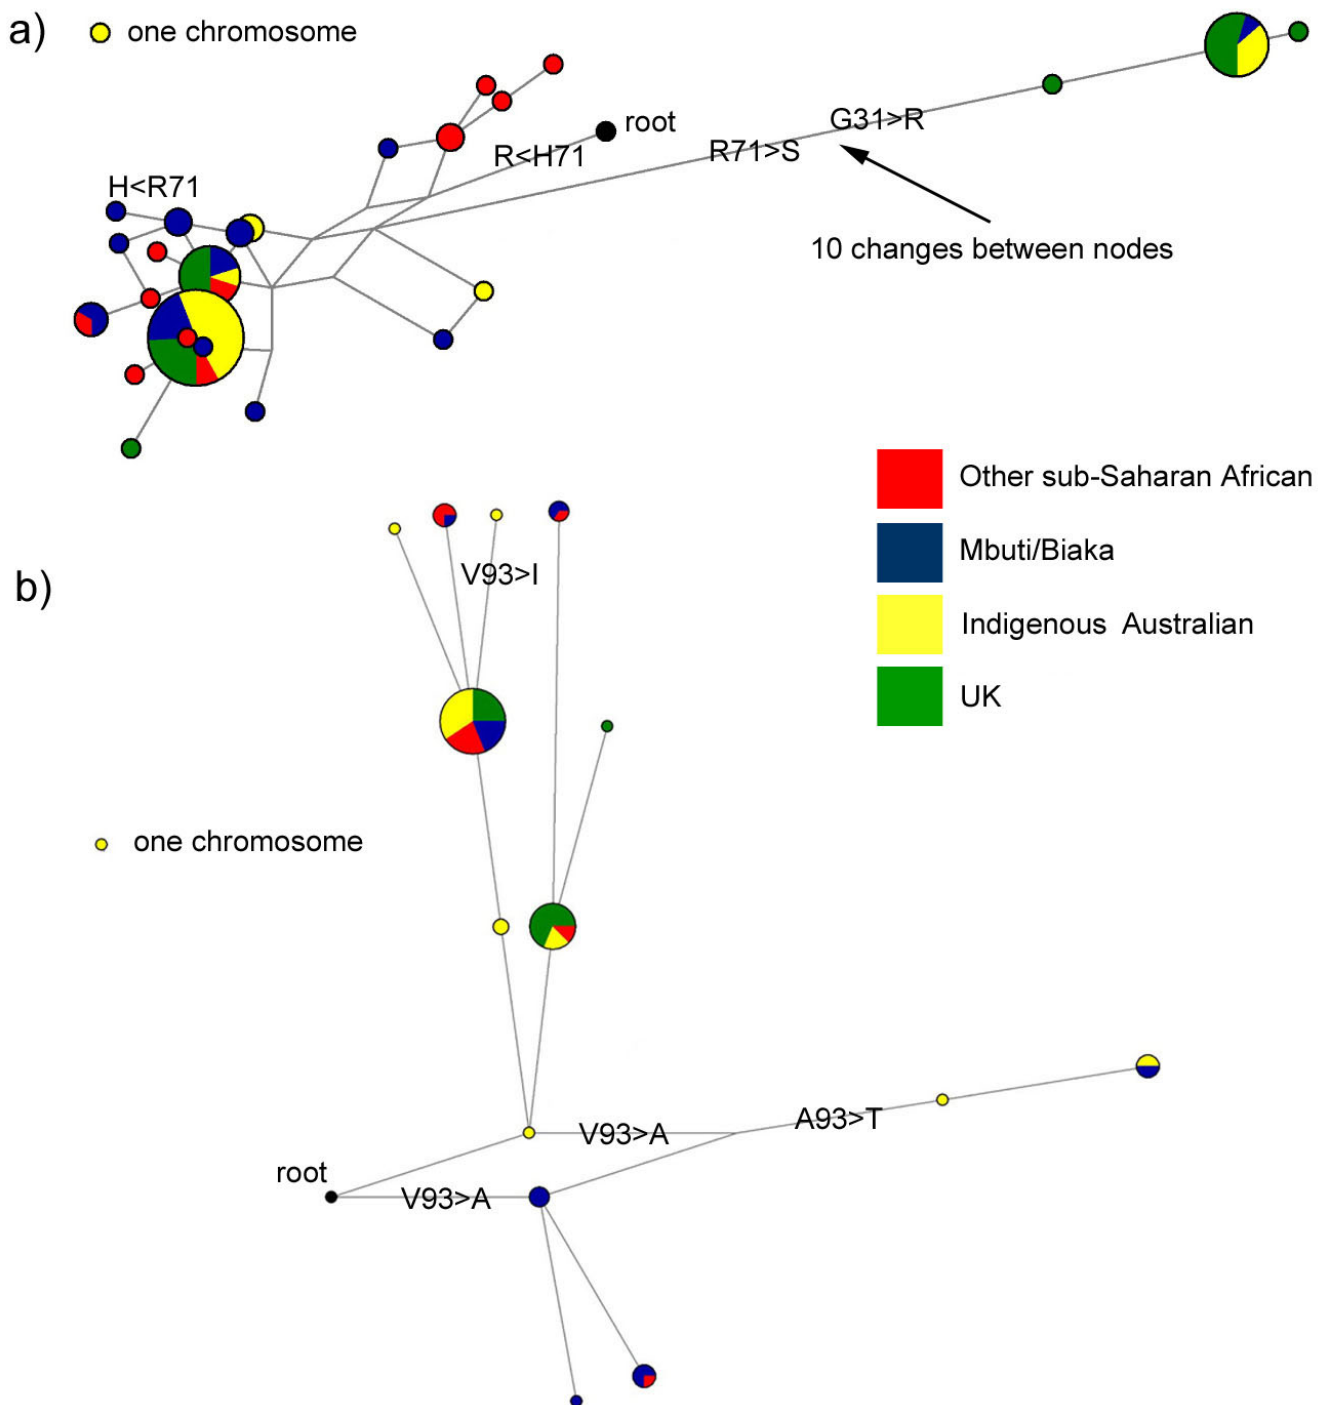 a)
one chromosome
root
G31>R
R<H71
R71>S
H<R71
10 changes between nodes
Other sub-Saharan African
Mbuti/Biaka
Indigenous Australian
UK
b)
V93>I
one chromosome
A93>T
V93>A
root
V93>A